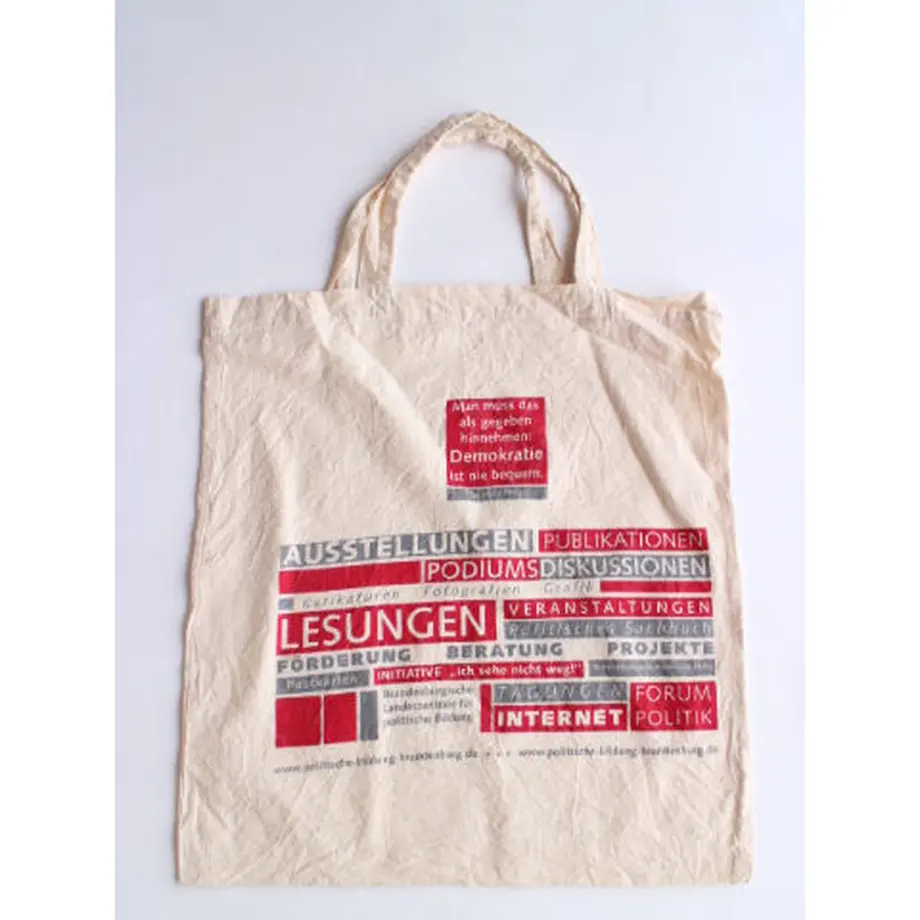 Man muss das
als gegeben
hinnehmen:
Demokratie
ist nie bequem.
AUSSTELLUNGEN PUBLIKATIONEN
PODIUMSDISKUSSIONEN
Karikaturen Fotografien Grafik
LESUNGEN VERANSTALTUNGEN
Politisches Sachbuch
FÖRDERUNG BERATUNG PROJEKTE
Postkarten INITIATIVE „ich sehe nicht weg!"
Brandenburgische
Landeszentrale für
politische Bildung
TAGUNGEN FORUM
INTERNET POLITIK
www.politische-bildung-brandenburg.de • • • www.politische-bildung-brandenburg.de